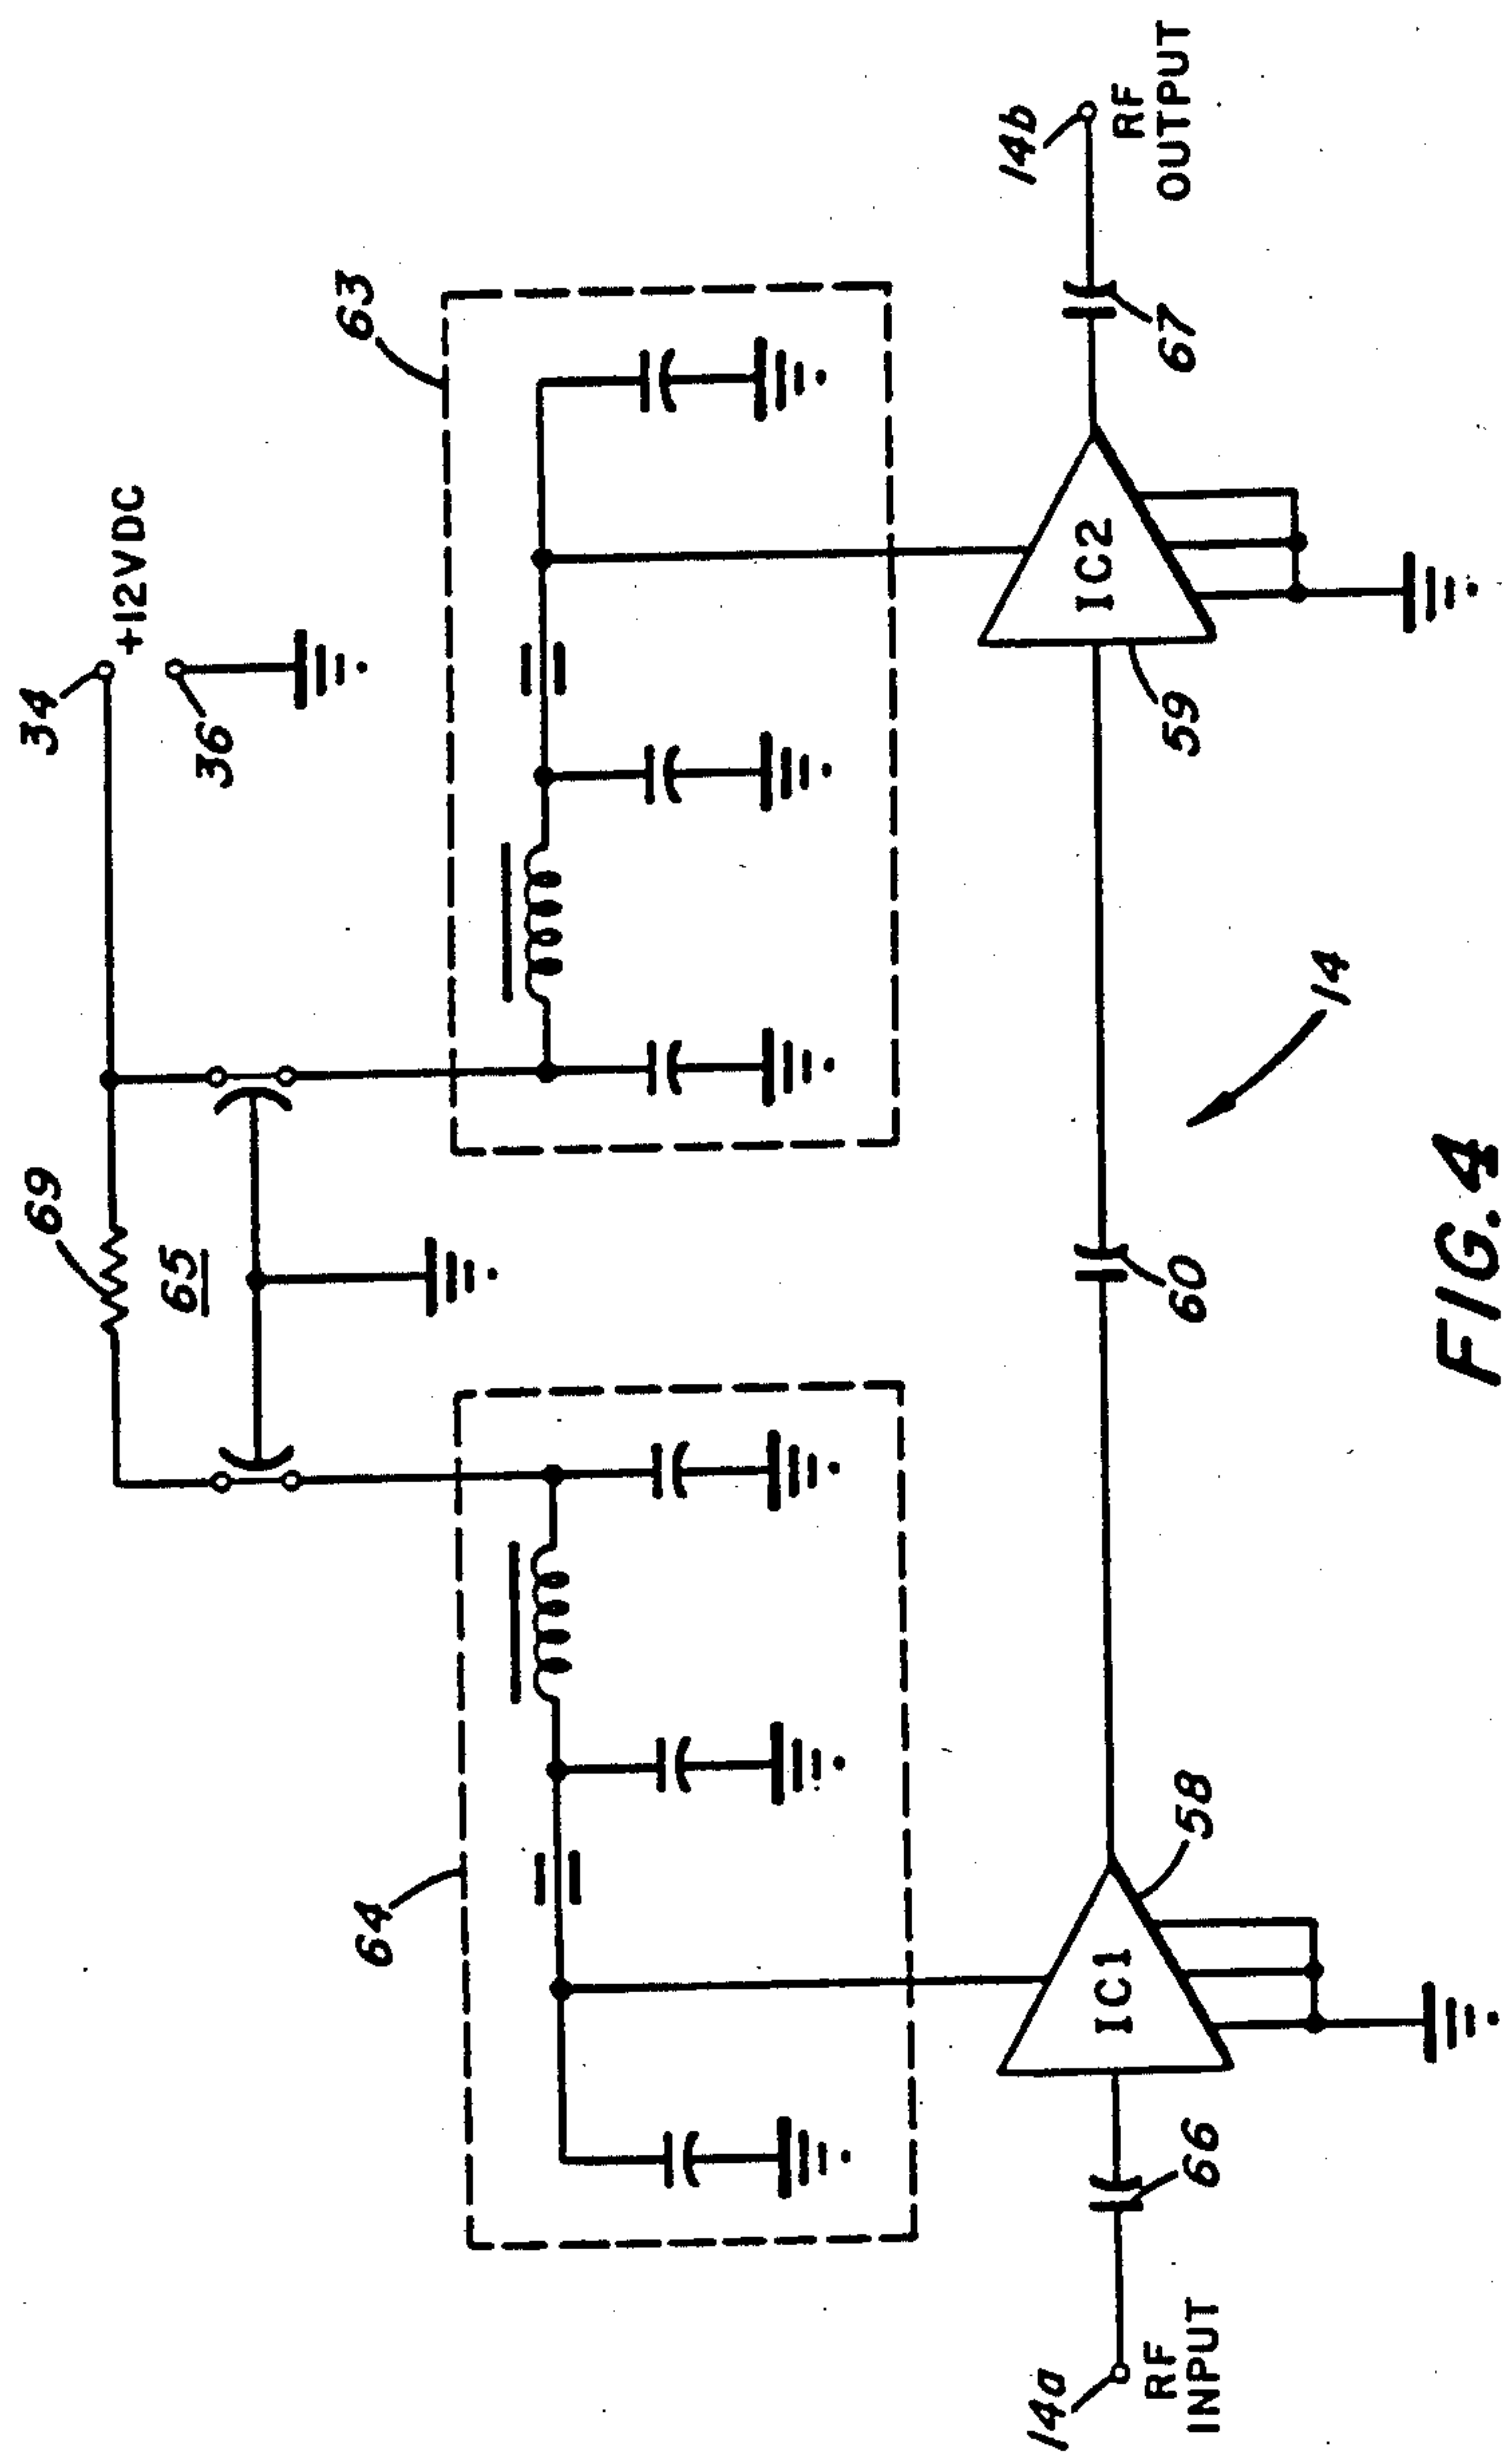 34
+12VDC
36
69
65
63
64
14b
RF
OUTPUT
67
IC2
59
60
14
58
IC1
66
14a
RF
INPUT
FIG. 4